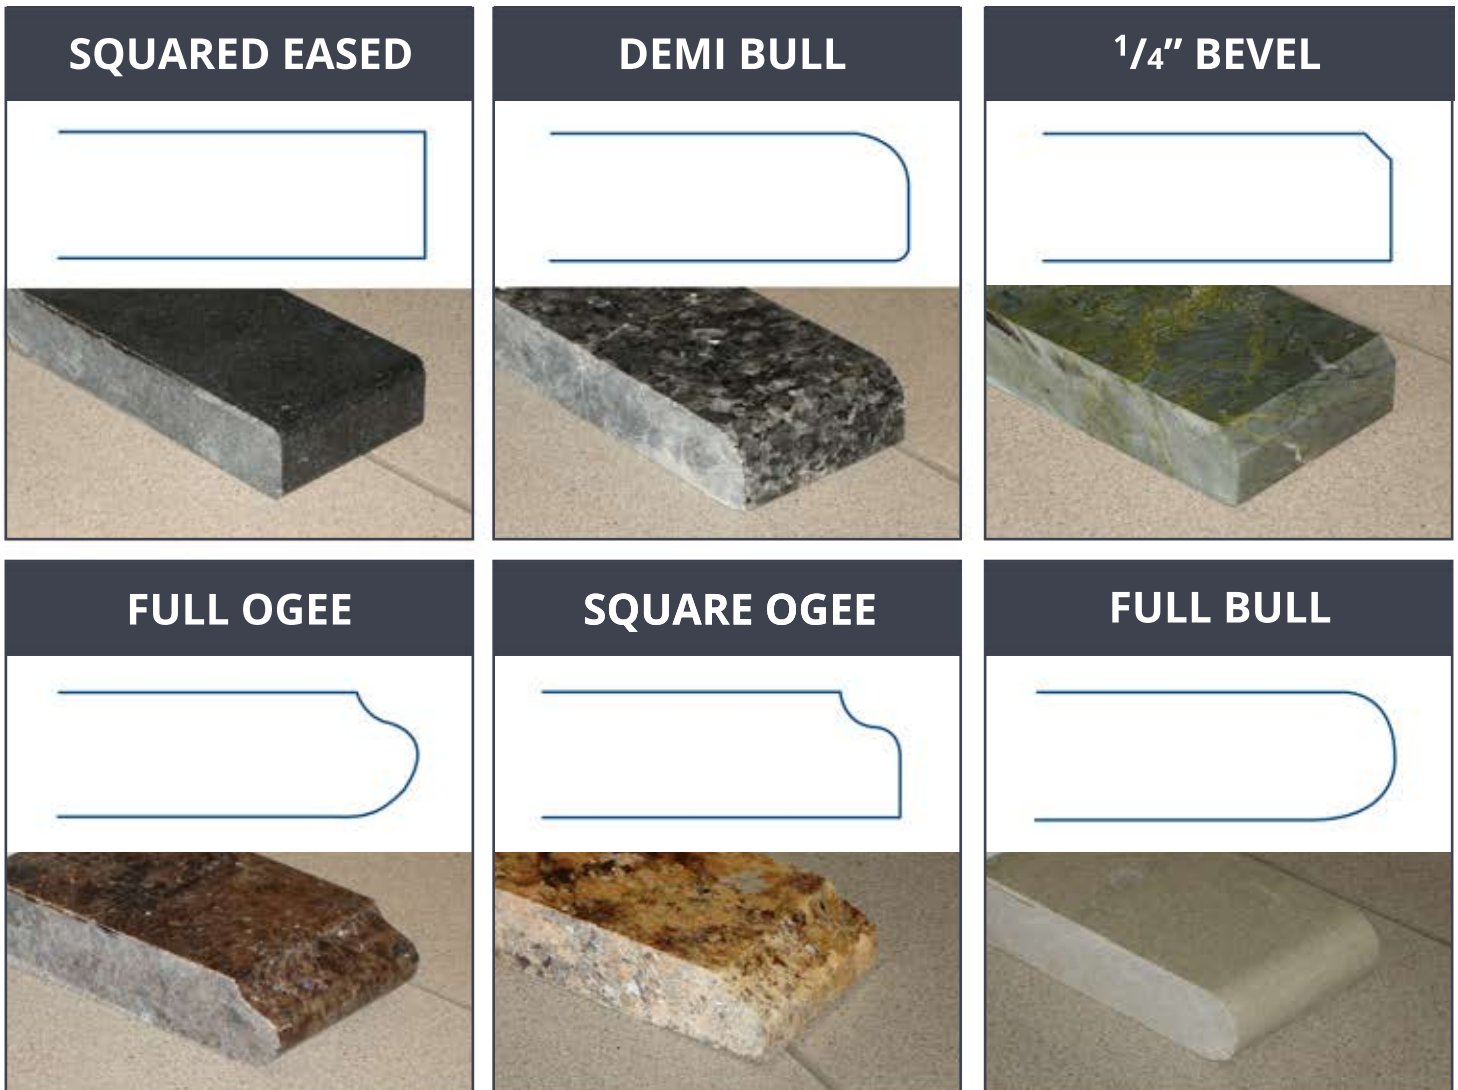 SQUARED EASED
DEMI BULL
¹/₄” BEVEL
FULL OGEE
SQUARE OGEE
FULL BULL